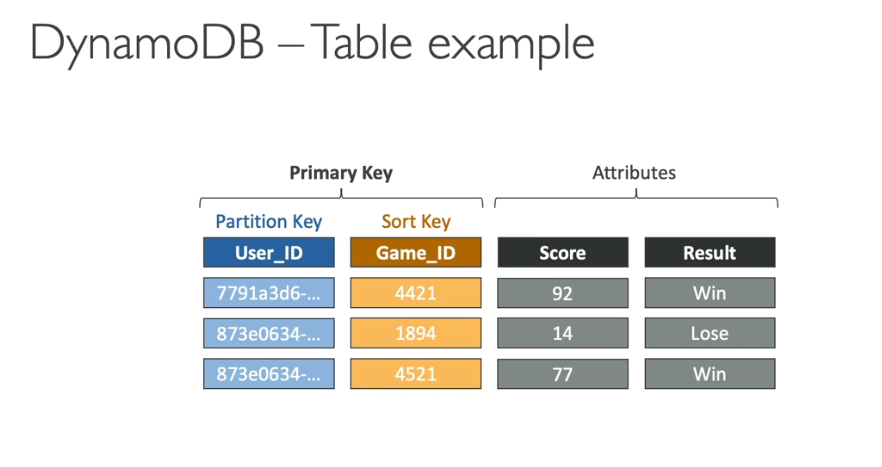 DynamoDB – Table example
Primary Key Attributes
Partition Key Sort Key
User_ID Game_ID Score Result
7791a3d6-... 4421 92 Win
873e0634-... 1894 14 Lose
873e0634-... 4521 77 Win